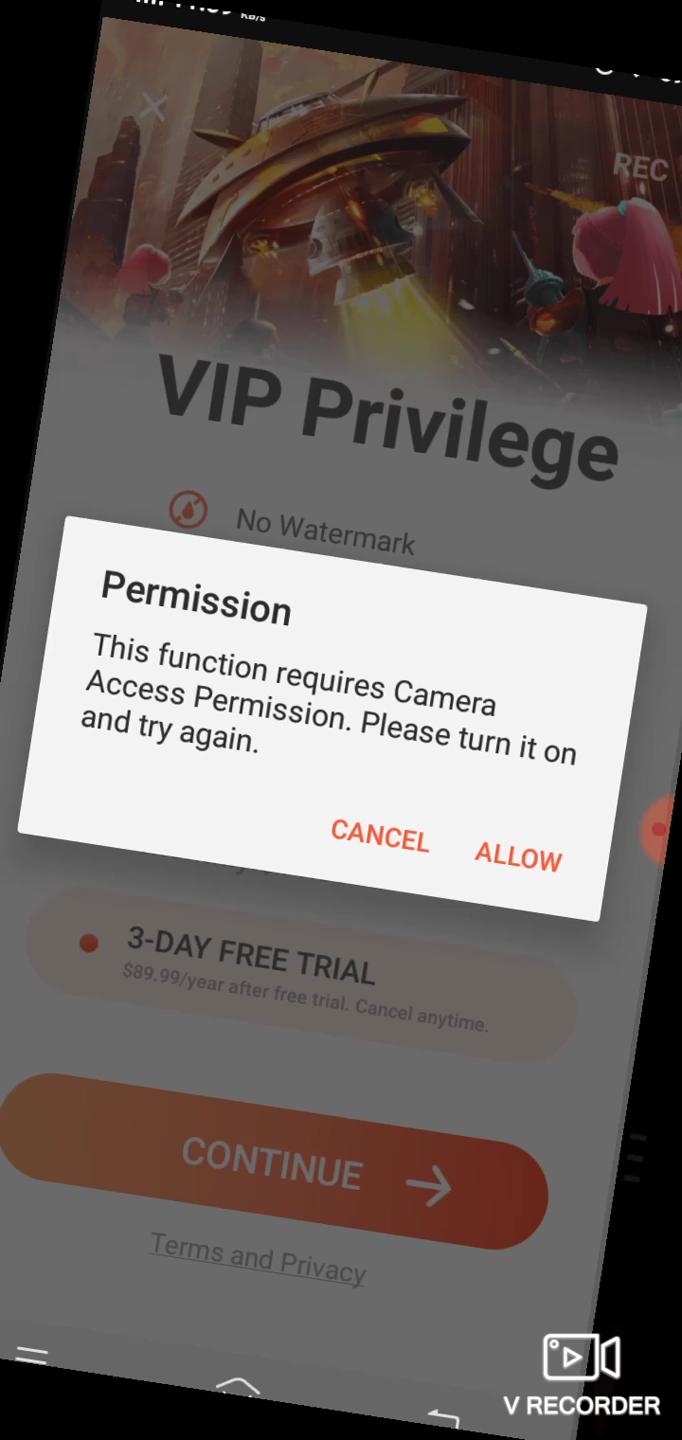 KB/S
REC
VIP Privilege
No Watermark
Permission
This function requires Camera
Access Permission. Please turn it on
and try again.
CANCEL ALLOW
3-DAY FREE TRIAL
$89.99/year after free trial. Cancel anytime.
CONTINUE
Terms and Privacy
V RECORDER